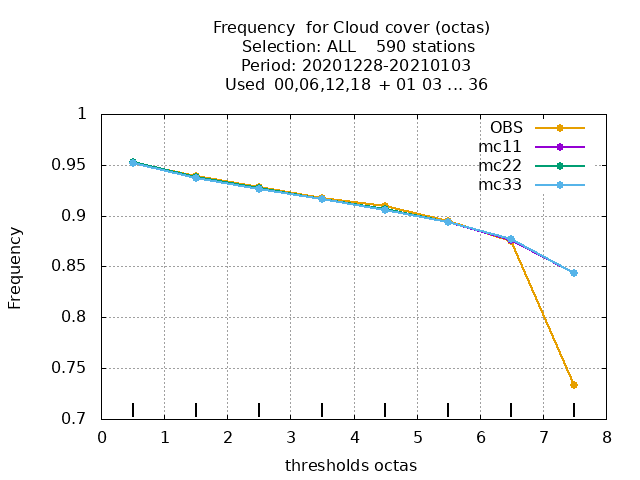 Frequency  for Cloud cover (octas)
Selection: ALL    590 stations
Period: 20201228-20210103
Used  00,06,12,18  + 01 03 ... 36
OBS
mc11
mc22
mc33
1
0.95
0.9
0.85
0.8
0.75
0.7
Frequency
0 1 2 3 4 5 6 7 8
thresholds octas